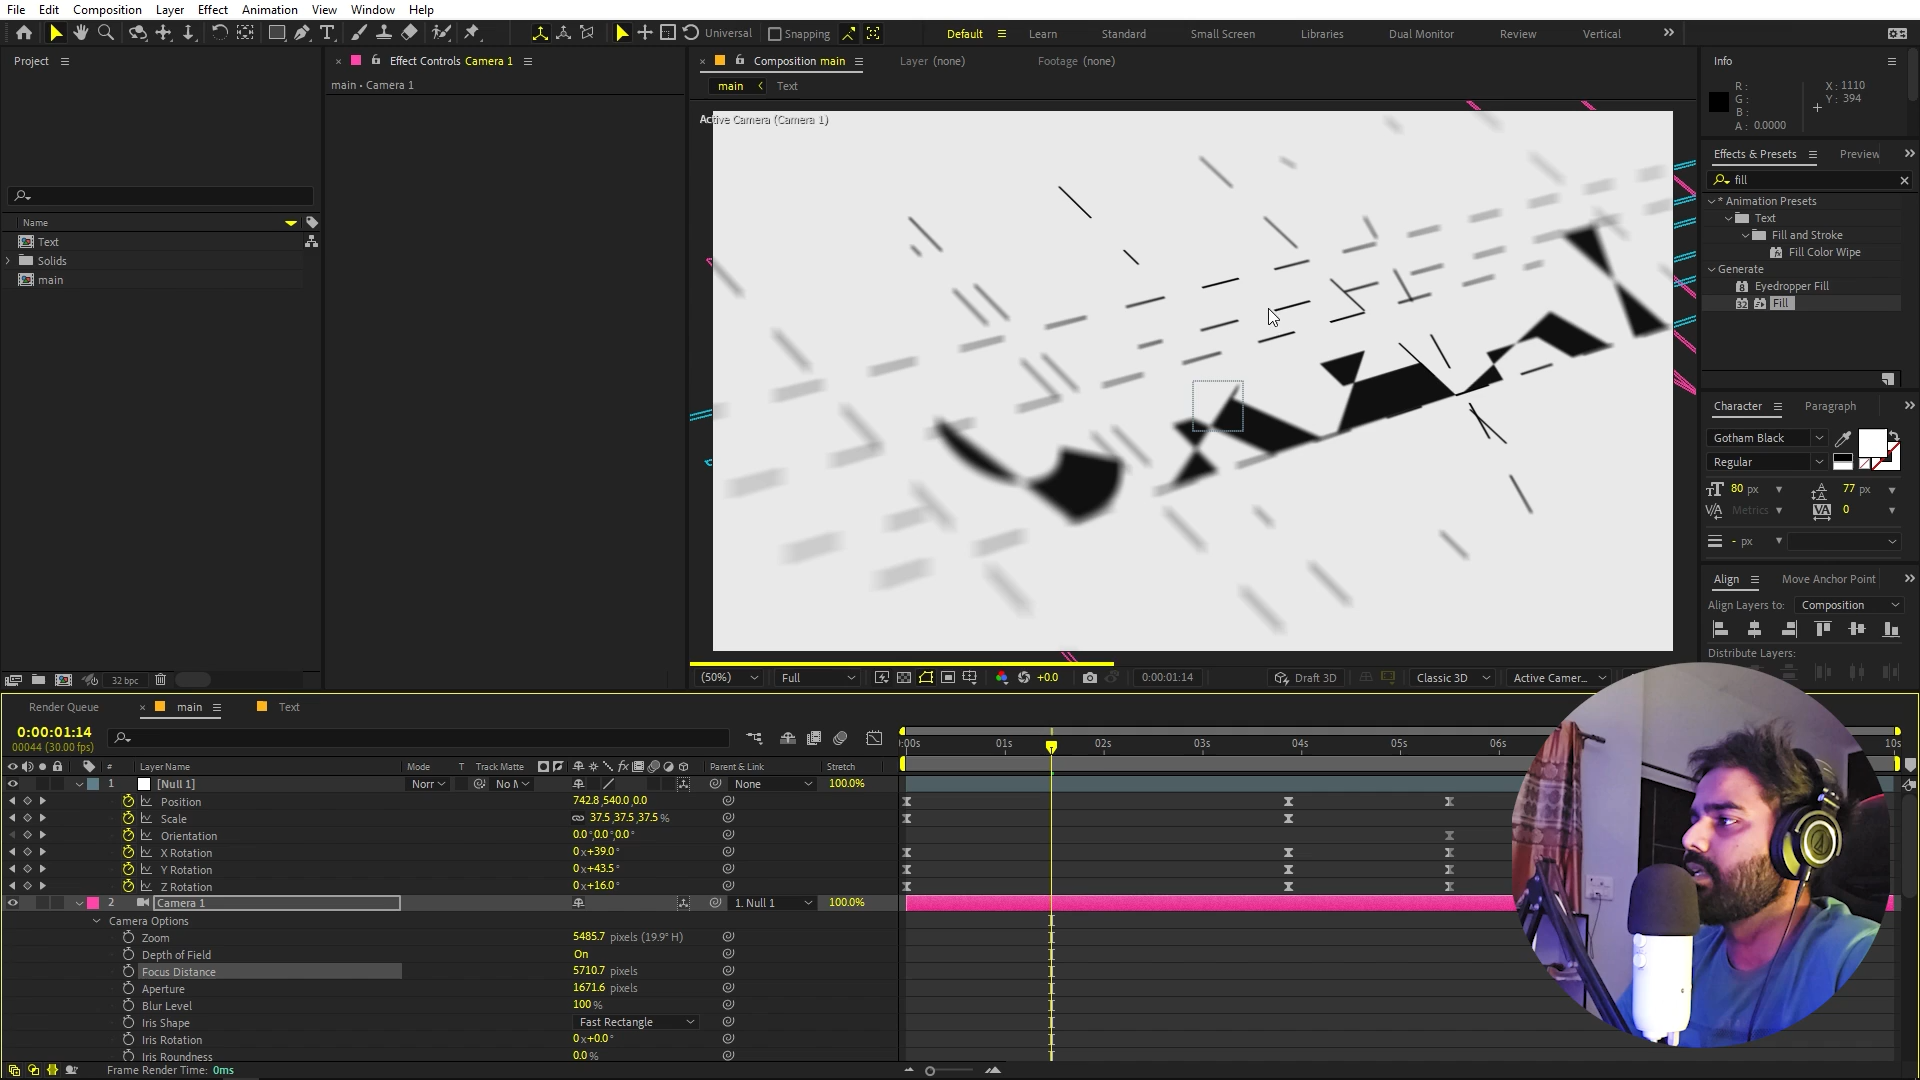 File Edit Composition Layer Effect Animation View Window Help
Universal Snapping Default Learn Standard Small Screen Libraries Dual Monitor Review Vertical
Project
Effect Controls Camera 1
main • Camera 1
Composition main
Layer (none)
Footage (none)
main Text
Active Camera (Camera 1)
Name
Text
Solids
main
32 bpc
Info
R :
G :
B :
A : 0.0000
X : 1110
Y : 394
Effects & Presets Preview
fill
* Animation Presets
Text
Fill and Stroke
Fill Color Wipe
Generate
Eyedropper Fill
Fill
Character Paragraph
Gotham Black
Regular
80 px 77 px
Metrics 0
- px
Align Move Anchor Point
Align Layers to: Composition
Distribute Layers:
(50%) Full +0.0 0:00:01:14 Draft 3D Classic 3D Active Camer...
Render Queue main Text
0:00:01:14
00044 (30.00 fps)
:00s 01s 02s 03s 04s 05s 06s 10s
# Layer Name Mode T Track Matte Parent & Link Stretch
1 [Null 1] Norr No M None 100.0%
Position 742.8,540.0,0.0
Scale 37.5,37.5,37.5 %
Orientation 0.0°,0.0°,0.0°
X Rotation 0x+39.0°
Y Rotation 0x+43.5°
Z Rotation 0x+16.0°
2 Camera 1 1. Null 1 100.0%
Camera Options
Zoom 5485.7 pixels (19.9° H)
Depth of Field On
Focus Distance 5710.7 pixels
Aperture 1671.6 pixels
Blur Level 100 %
Iris Shape Fast Rectangle
Iris Rotation 0x+0.0°
Iris Roundness 0.0 %
Frame Render Time: 0ms